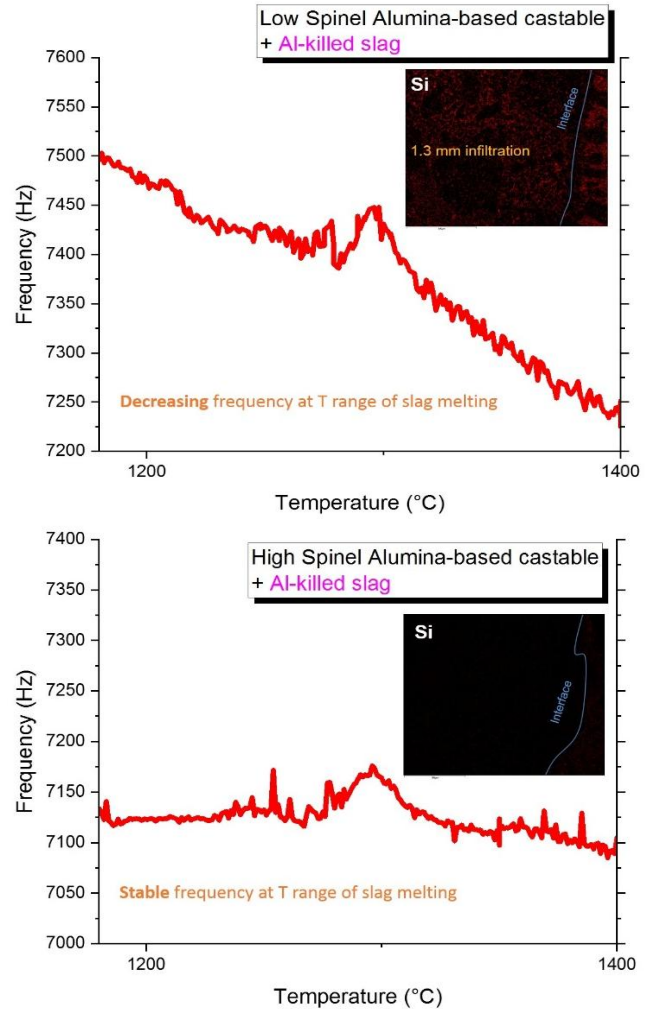 Low Spinel Alumina-based castable
+ Al-killed slag
7600
7550
7500
7450
7400
7350
7300
7250
7200
Frequency (Hz)
Si
Interface
1.3 mm infiltration
Decreasing frequency at T range of slag melting
1200
1400
Temperature (°C)
High Spinel Alumina-based castable
+ Al-killed slag
7400
7350
7300
7250
7200
7150
7100
7050
7000
Frequency (Hz)
Si
Interface
Stable frequency at T range of slag melting
1200
1400
Temperature (°C)